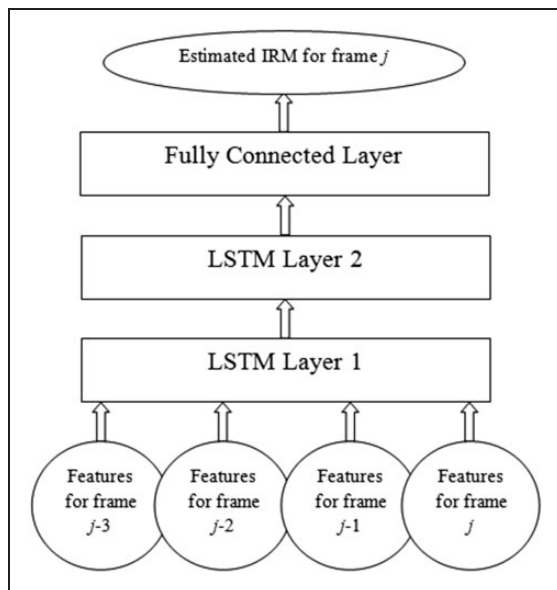 Estimated IRM for frame j
Fully Connected Layer
LSTM Layer 2
LSTM Layer 1
Features
for frame
j-3
Features
for frame
j-2
Features
for frame
j-1
Features
for frame
j